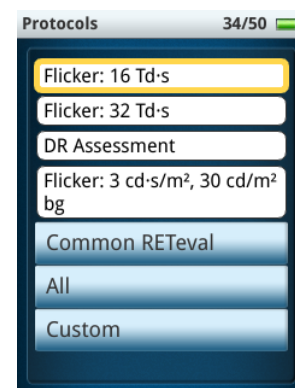 Protocols 34/50
Flicker: 16 Td·s
Flicker: 32 Td·s
DR Assessment
Flicker: 3 cd·s/m², 30 cd/m²
bg
Common RETeval
All
Custom